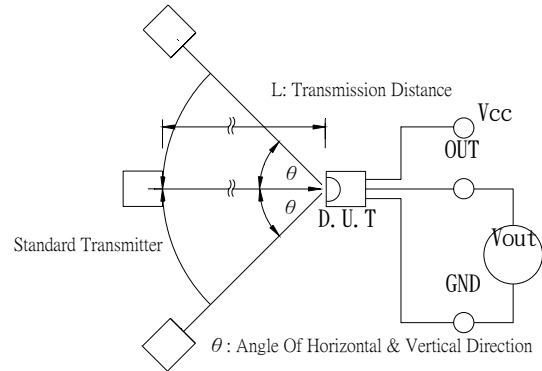 L: Transmission Distance
Vcc
OUT
θ
θ
D.U.T
Standard Transmitter
Vout
GND
θ : Angle Of Horizontal & Vertical Direction